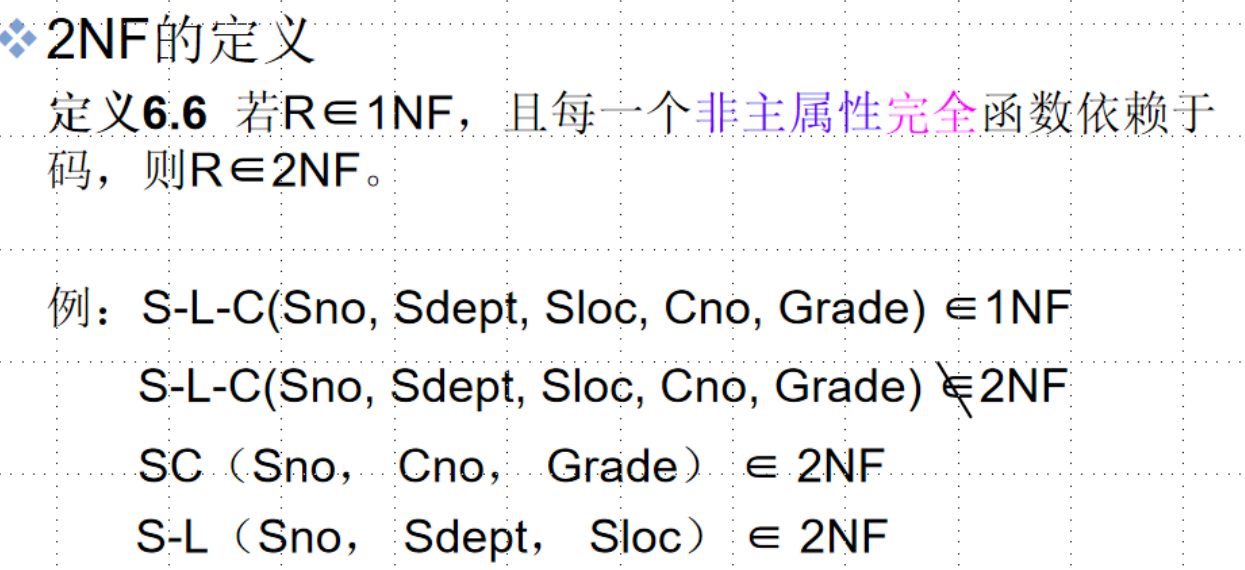 2NF的定义
定义6.6 若R∈1NF，且每一个非主属性完全函数依赖于
码，则R∈2NF。
例：S-L-C(Sno, Sdept, Sloc, Cno, Grade) ∈1NF
S-L-C(Sno, Sdept, Sloc, Cno, Grade) ∉2NF
SC（Sno， Cno， Grade） ∈ 2NF
S-L（Sno， Sdept， Sloc） ∈ 2NF